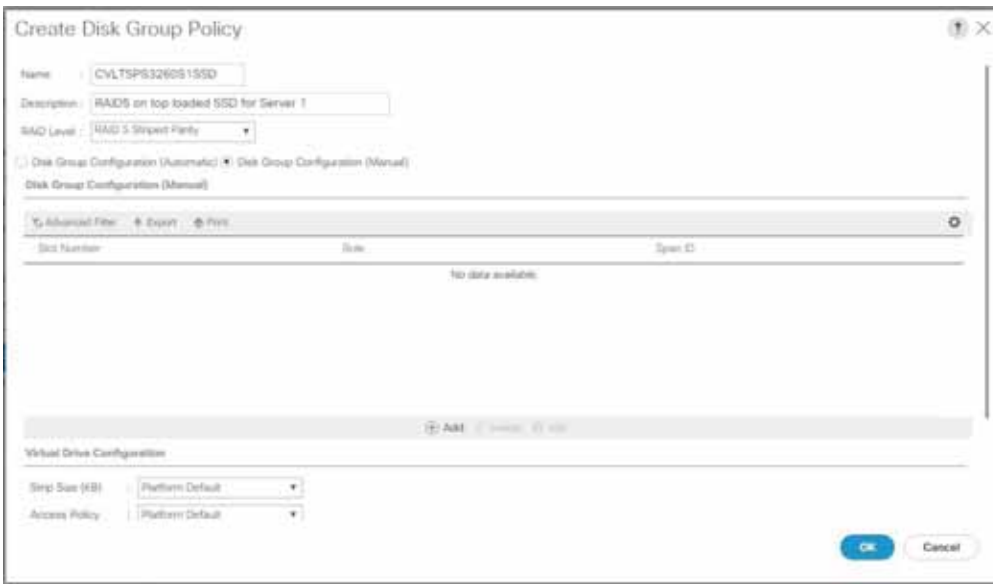 Create Disk Group Policy
Name : CVLTSPS3260S1SSD
Description : RAID5 on top loaded SSD for Server 1
RAID Level : RAID 5 Striped Parity
Disk Group Configuration (Automatic) Disk Group Configuration (Manual)
Disk Group Configuration (Manual)
Advanced Filter Export Print
Slot Number Role Span ID
No data available
Add
Virtual Drive Configuration
Strip Size (KB) : Platform Default
Access Policy : Platform Default
OK Cancel